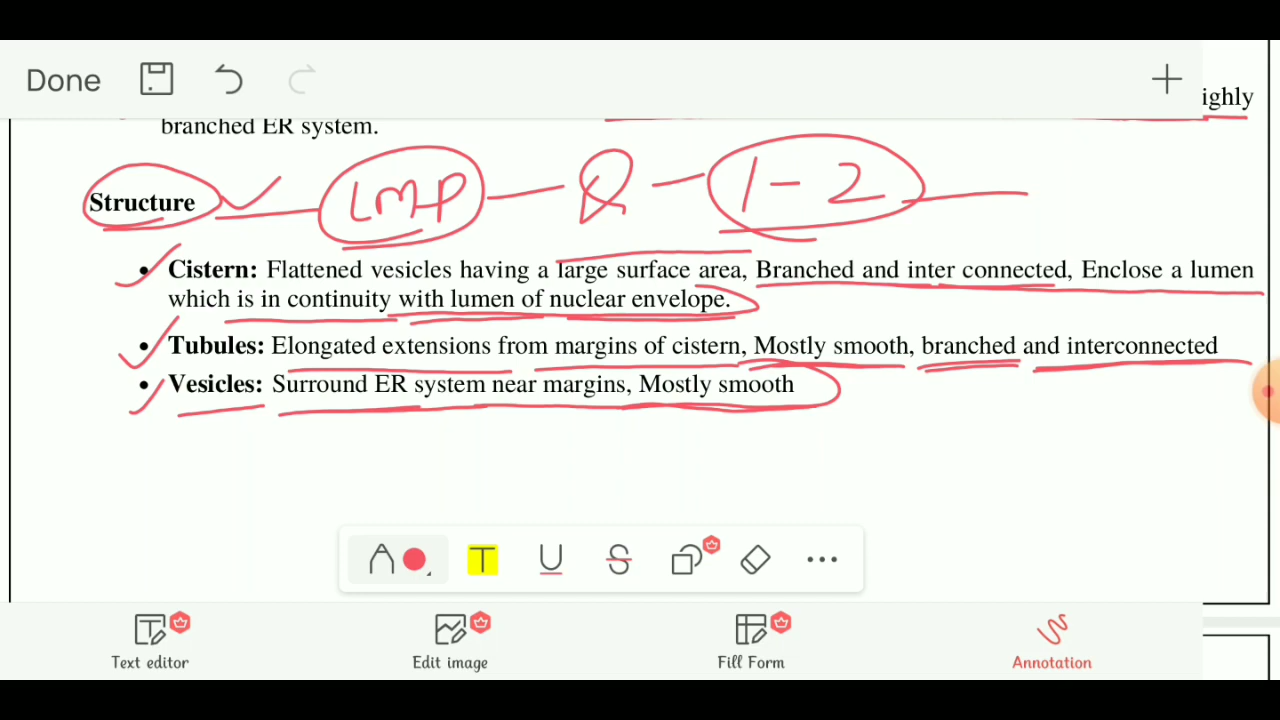 Done
ighly
branched ER system.
Structure LMP - Q - 1-2
• Cistern: Flattened vesicles having a large surface area, Branched and inter connected, Enclose a lumen
which is in continuity with lumen of nuclear envelope.
• Tubules: Elongated extensions from margins of cistern, Mostly smooth, branched and interconnected
• Vesicles: Surround ER system near margins, Mostly smooth
Text editor Edit image Fill Form Annotation